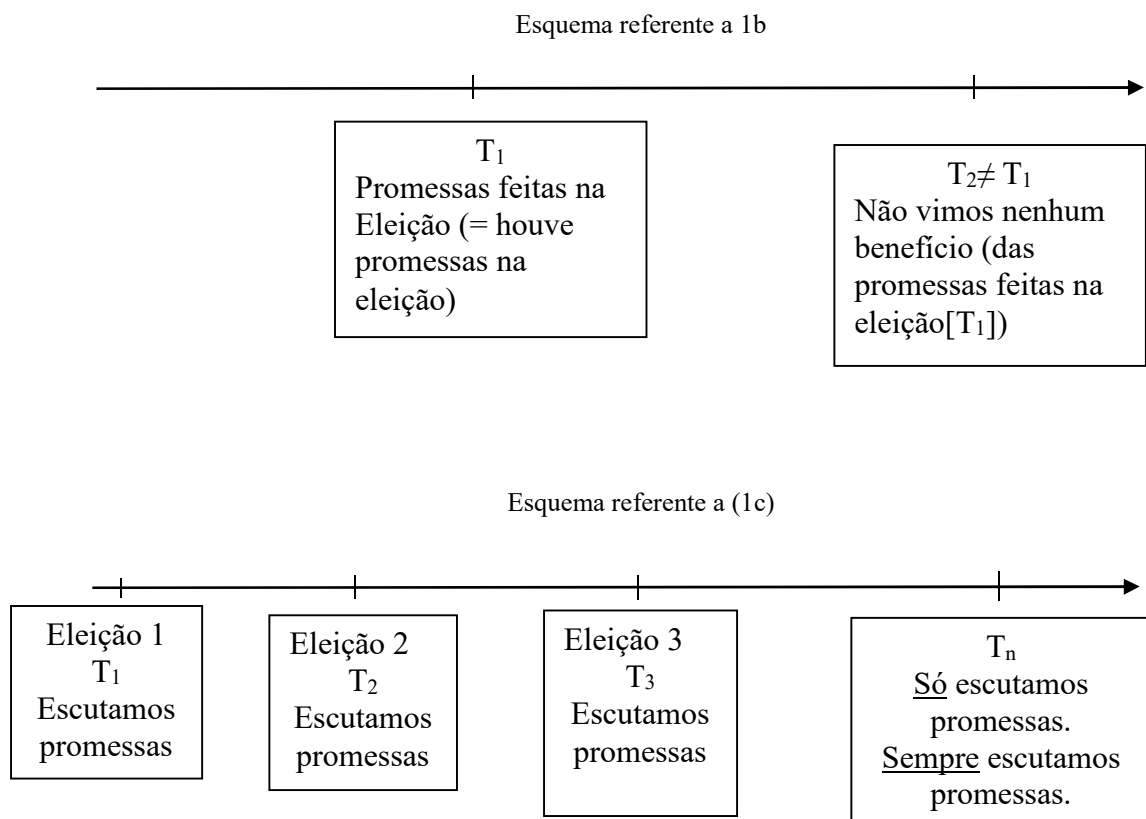 Esquema referente a 1b
T₁
Promessas feitas na
Eleição (= houve
promessas na
eleição)
T₂≠ T₁
Não vimos nenhum
benefício (das
promessas feitas na
eleição[T₁])
Esquema referente a (1c)
Eleição 1
T₁
Escutamos
promessas
Eleição 2
T₂
Escutamos
promessas
Eleição 3
T₃
Escutamos
promessas
Tₙ
Só escutamos
promessas.
Sempre escutamos
promessas.